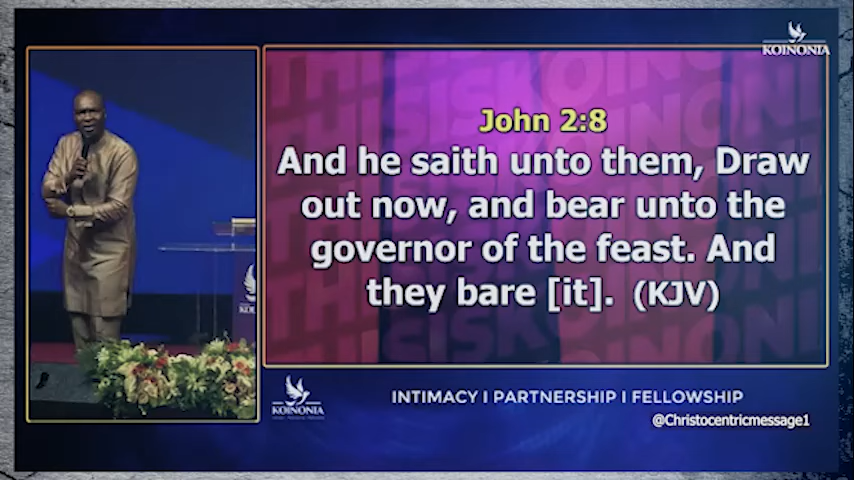 KOINONIA
John 2:8
And he saith unto them, Draw
out now, and bear unto the
governor of the feast. And
they bare [it]. (KJV)
KOINONIA
INTIMACY I PARTNERSHIP I FELLOWSHIP
@Christocentricmessage1